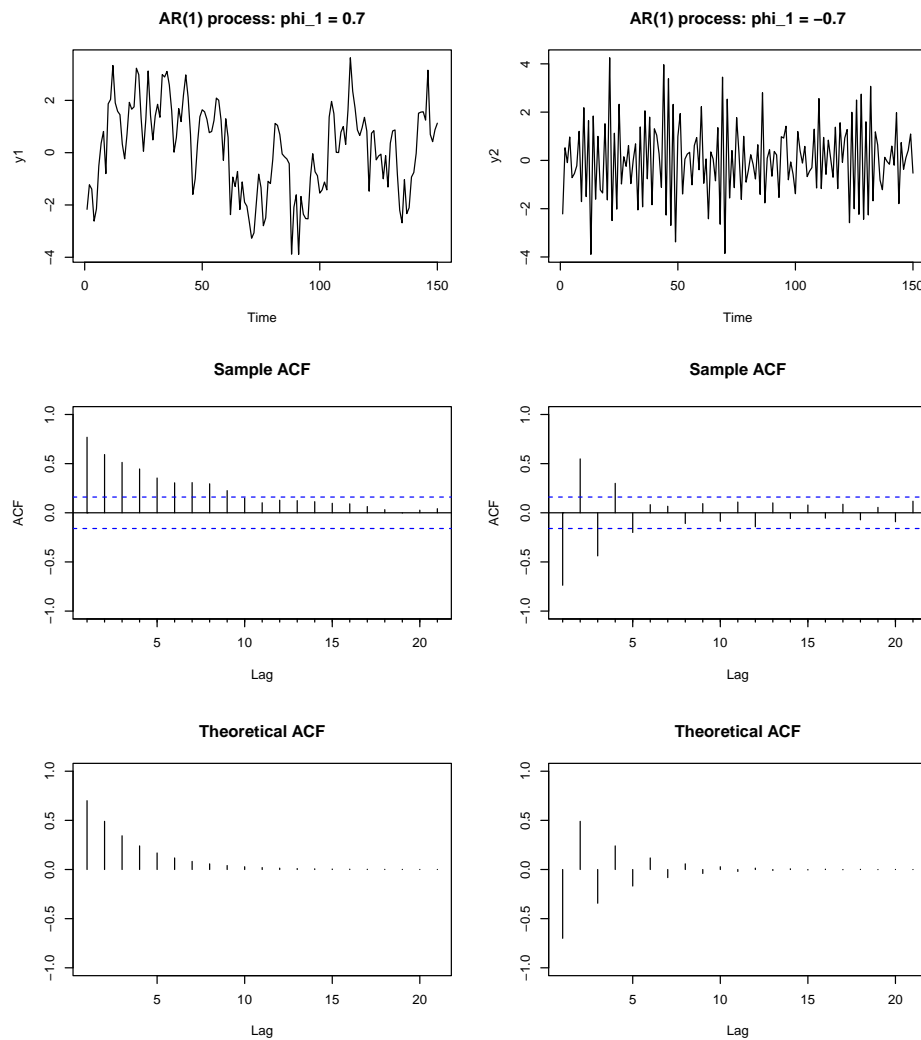 AR(1) process: phi_1 = 0.7
y1
2
0
−2
−4
0 50 100 150
Time
AR(1) process: phi_1 = −0.7
y2
4
2
0
−2
−4
0 50 100 150
Time
Sample ACF
ACF
1.0
0.5
0.0
−0.5
−1.0
5 10 15 20
Lag
Sample ACF
ACF
1.0
0.5
0.0
−0.5
−1.0
5 10 15 20
Lag
Theoretical ACF
1.0
0.5
0.0
−0.5
−1.0
5 10 15 20
Lag
Theoretical ACF
1.0
0.5
0.0
−0.5
−1.0
5 10 15 20
Lag